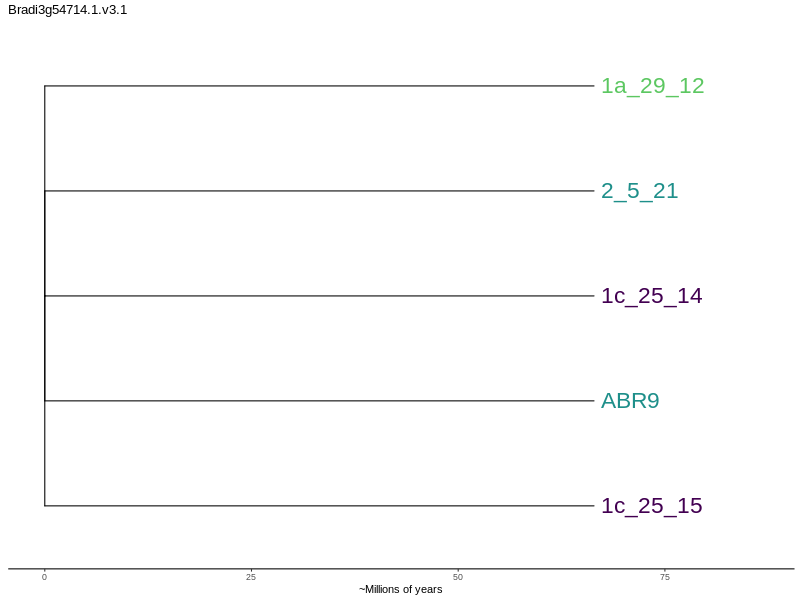 Bradi3g54714.1.v3.1
1a_29_12
2_5_21
1c_25_14
ABR9
1c_25_15
0 25 50 75
~Millions of years